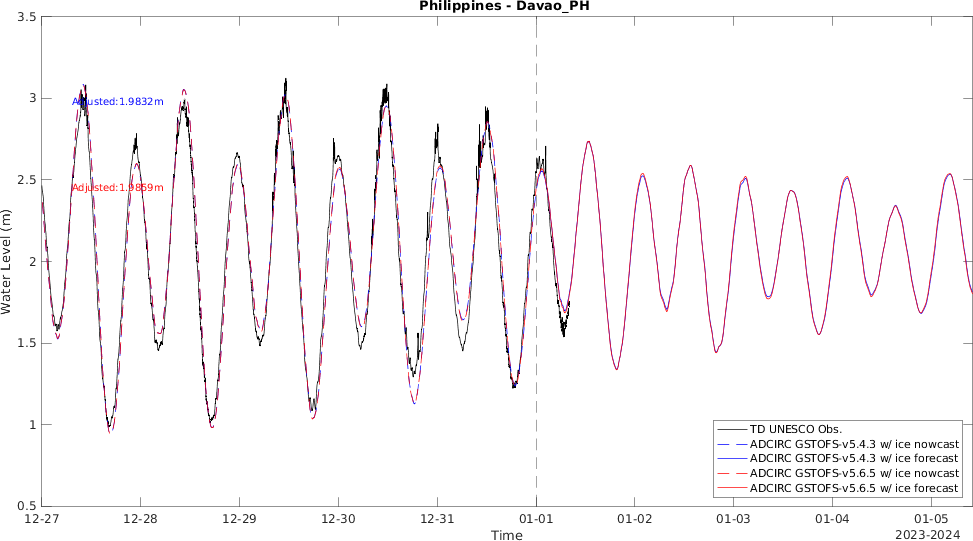 Philippines - Davao_PH
3.5
3
2.5
2
1.5
1
0.5
Water Level (m)
Adjusted:1.9832m
Adjusted:1.9859m
TD UNESCO Obs.
ADCIRC GSTOFS-v5.4.3 w/ ice nowcast
ADCIRC GSTOFS-v5.4.3 w/ ice forecast
ADCIRC GSTOFS-v5.6.5 w/ ice nowcast
ADCIRC GSTOFS-v5.6.5 w/ ice forecast
12-27 12-28 12-29 12-30 12-31 01-01 01-02 01-03 01-04 01-05
Time
2023-2024